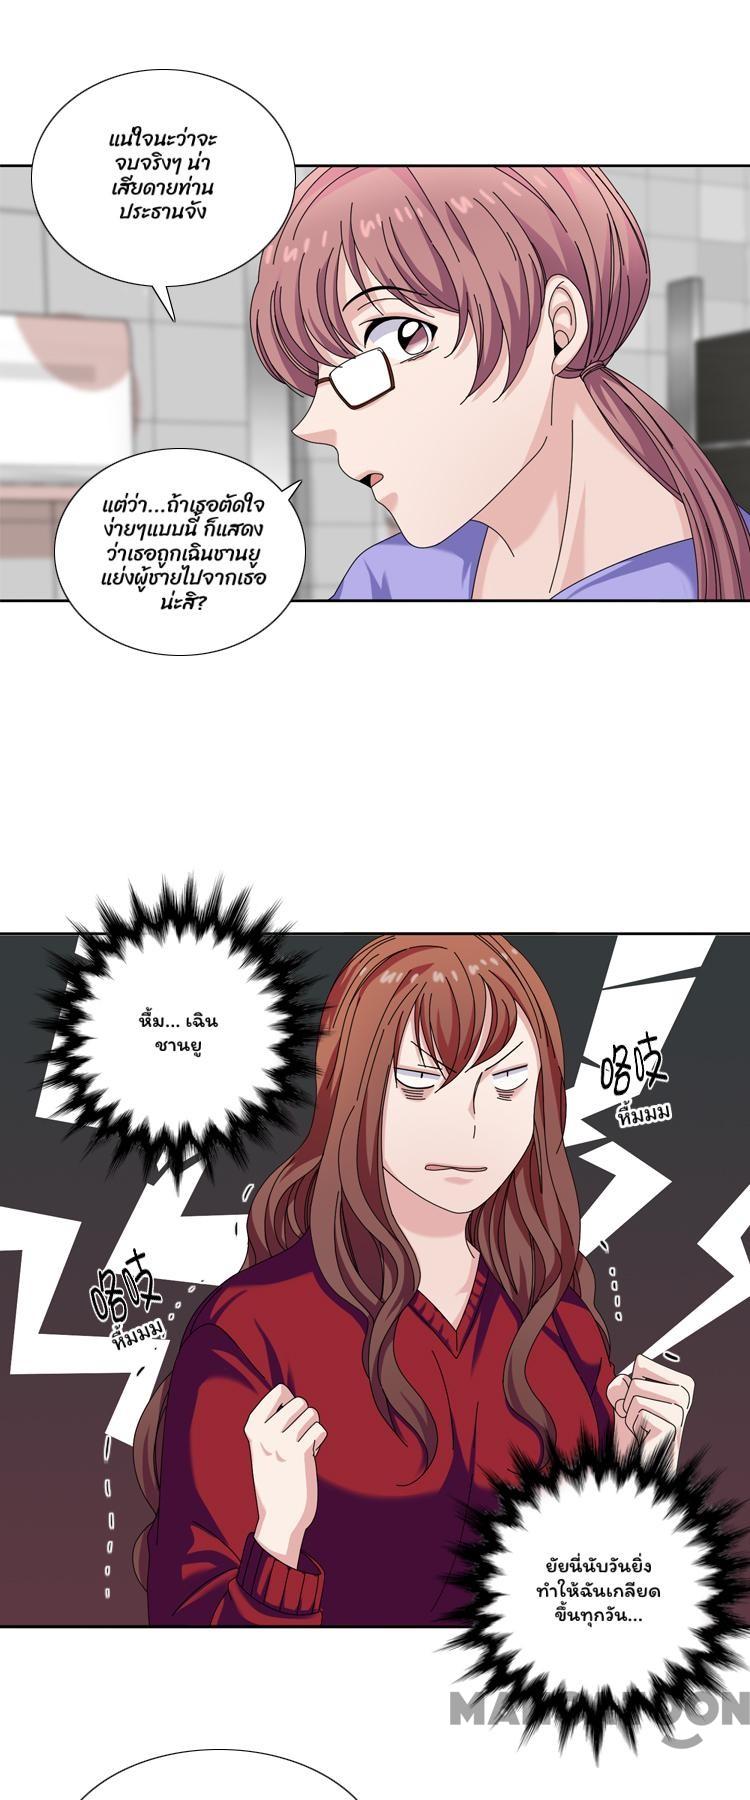 แน่ใจนะว่าจะ
จบจริงๆ น่า
เสียดายท่าน
ประธานจัง
แต่ว่า...ถ้าเธอตัดใจ
ง่ายๆแบบนี้ ก็แสดง
ว่าเธอถูกเฉินชานยู
แย่งผู้ชายไปจากเธอ
น่ะสิ?
หึ้ม... เฉิน
ชานยู
咯吱
หึ้มมม
咯吱
หึ้มมม
ยัยนี่นับวันยิ่ง
ทำให้ฉันเกลียด
ขึ้นทุกวัน...